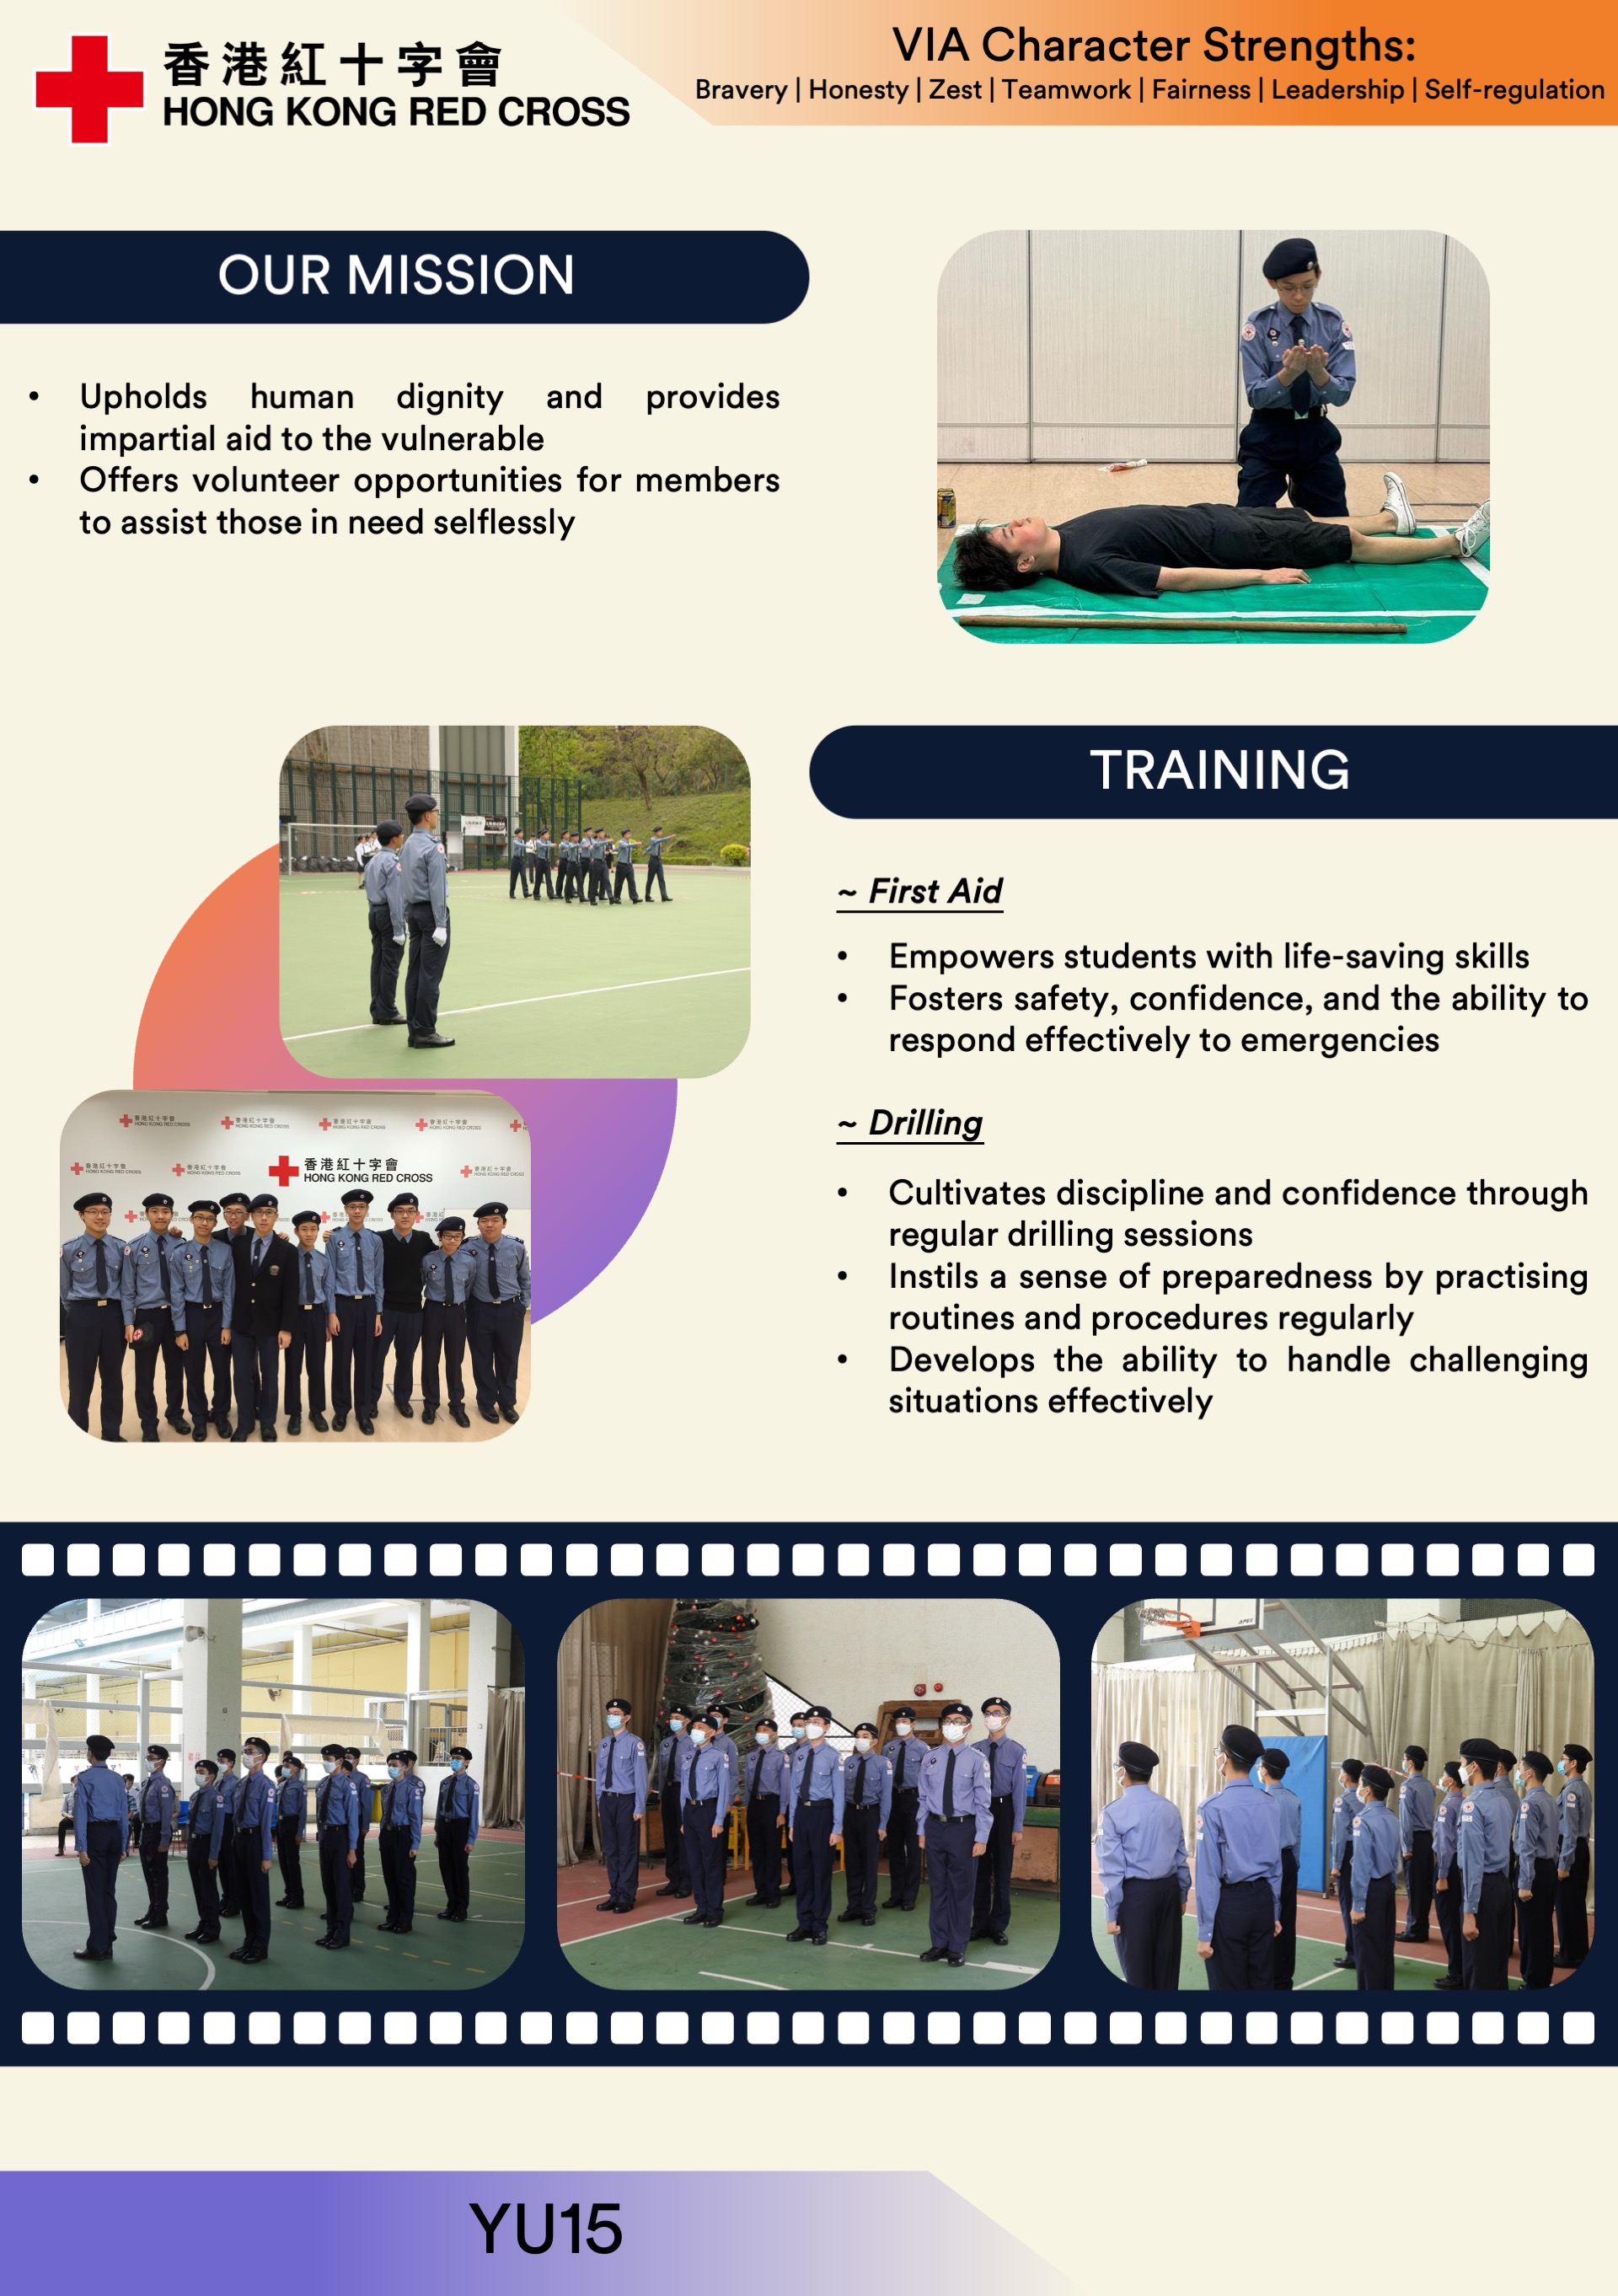 香港紅十字會
HONG KONG RED CROSS
VIA Character Strengths:
Bravery | Honesty | Zest | Teamwork | Fairness | Leadership | Self-regulation
OUR MISSION
• Upholds human dignity and provides
impartial aid to the vulnerable
• Offers volunteer opportunities for members
to assist those in need selflessly
TRAINING
~ First Aid
• Empowers students with life-saving skills
• Fosters safety, confidence, and the ability to
respond effectively to emergencies
~ Drilling
• Cultivates discipline and confidence through
regular drilling sessions
• Instils a sense of preparedness by practising
routines and procedures regularly
• Develops the ability to handle challenging
situations effectively
香港紅十字會
HONG KONG RED CROSS
YU15